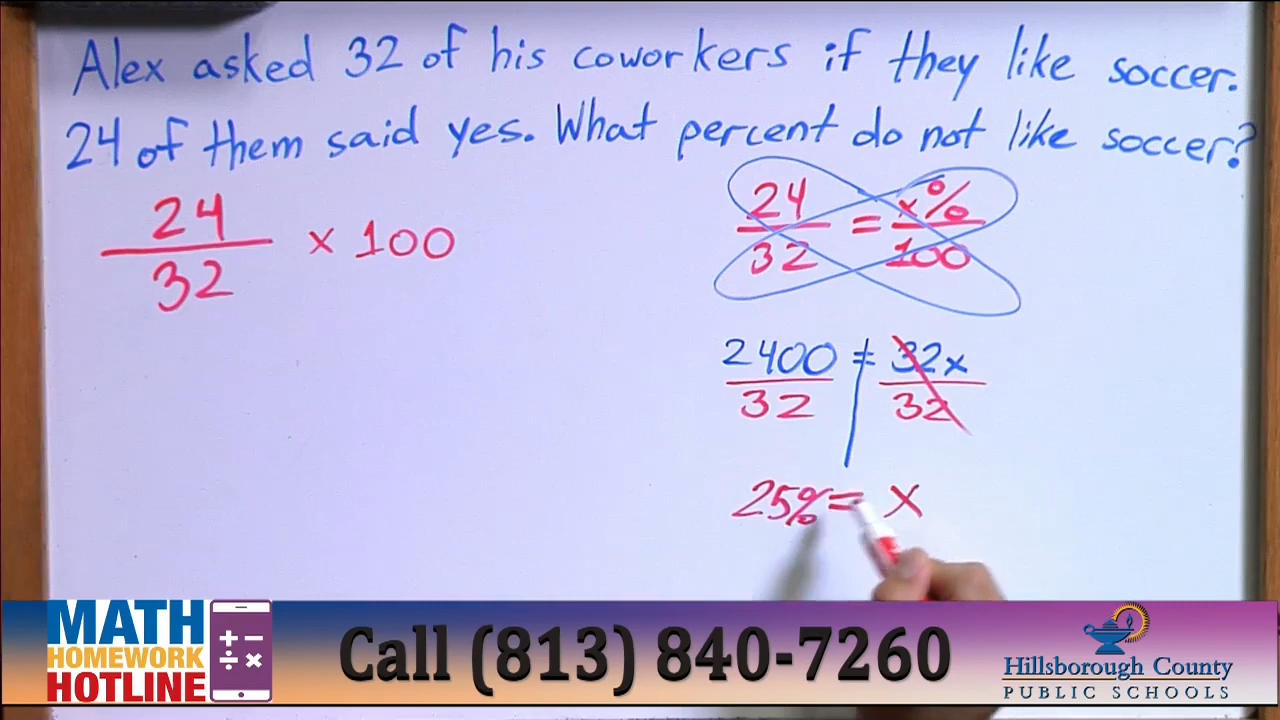 Alex asked 32 of his coworkers if they like soccer.
24 of them said yes. What percent do not like soccer?
24
32
× 100
24
32
=
x%
100
2400 = 32x
32
32
25% = x
MATH
HOMEWORK
HOTLINE
+ −
÷ ×
Call (813) 840-7260
Hillsborough County
PUBLIC SCHOOLS